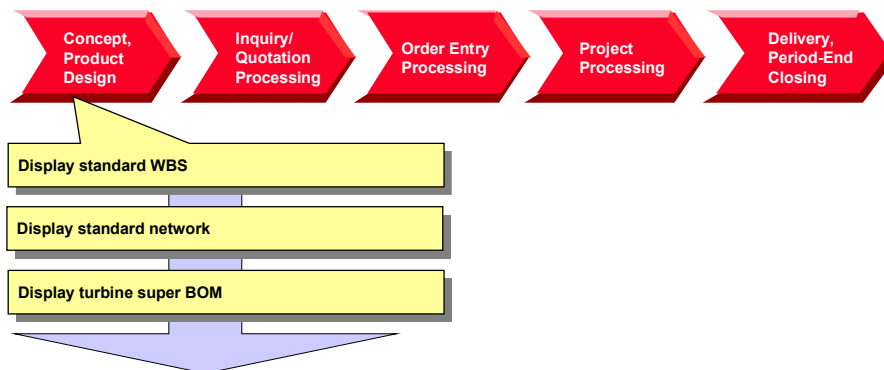 Concept,
Product
Design
Inquiry/
Quotation
Processing
Order Entry
Processing
Project
Processing
Delivery,
Period-End
Closing
Display standard WBS
Display standard network
Display turbine super BOM